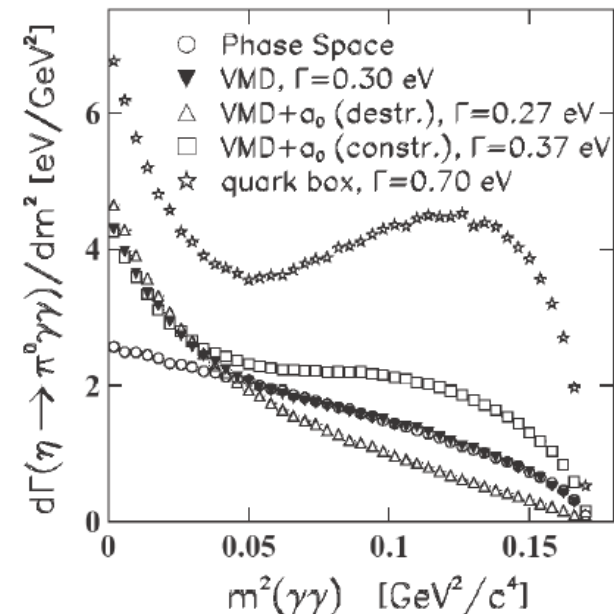 dΓ(η → π⁰γγ)/dm² [eV/GeV²]
6
4
2
0
○ Phase Space
▼ VMD, Γ=0.30 eV
△ VMD+a₀ (destr.), Γ=0.27 eV
□ VMD+a₀ (constr.), Γ=0.37 eV
☆ quark box, Γ=0.70 eV
0 0.05 0.1 0.15
m²(γγ) [GeV²/c⁴]